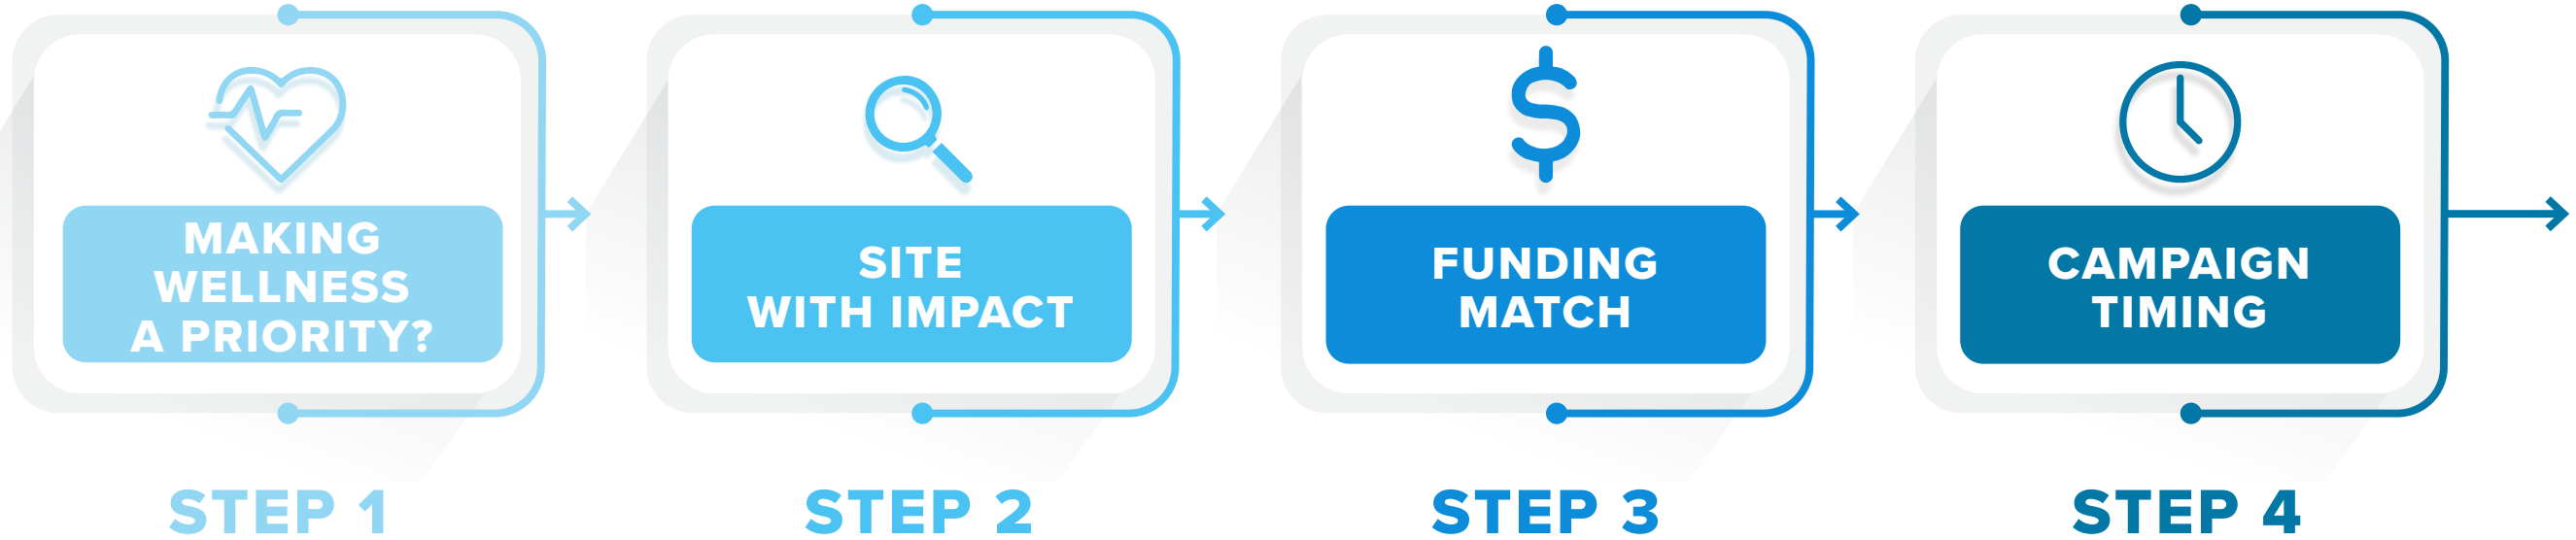 MAKING
WELLNESS
A PRIORITY?
STEP 1
SITE
WITH IMPACT
STEP 2
FUNDING
MATCH
STEP 3
CAMPAIGN
TIMING
STEP 4